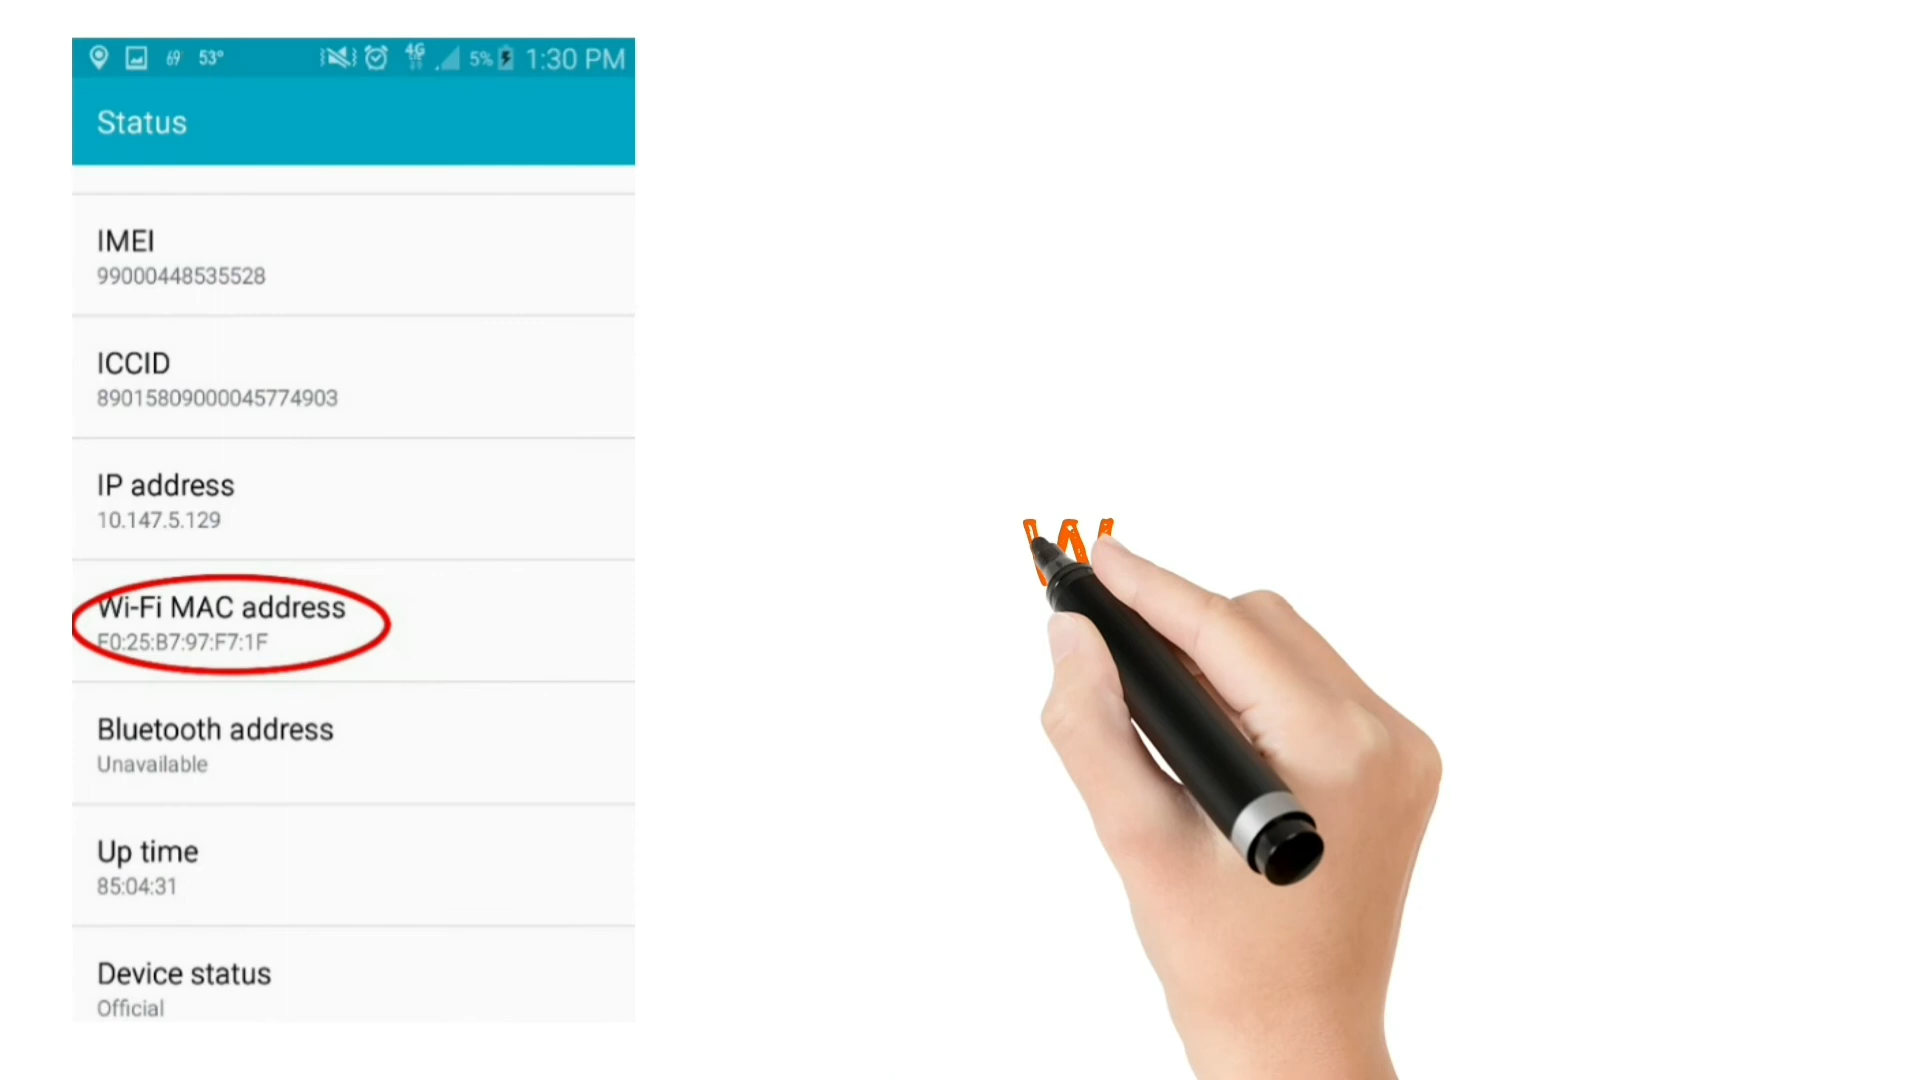 69 53° 4G 5% 1:30 PM
Status
IMEI
99000448535528
ICCID
89015809000045774903
IP address
10.147.5.129
Wi-Fi MAC address
F0:25:B7:97:F7:1F
Bluetooth address
Unavailable
Up time
85:04:31
Device status
Official